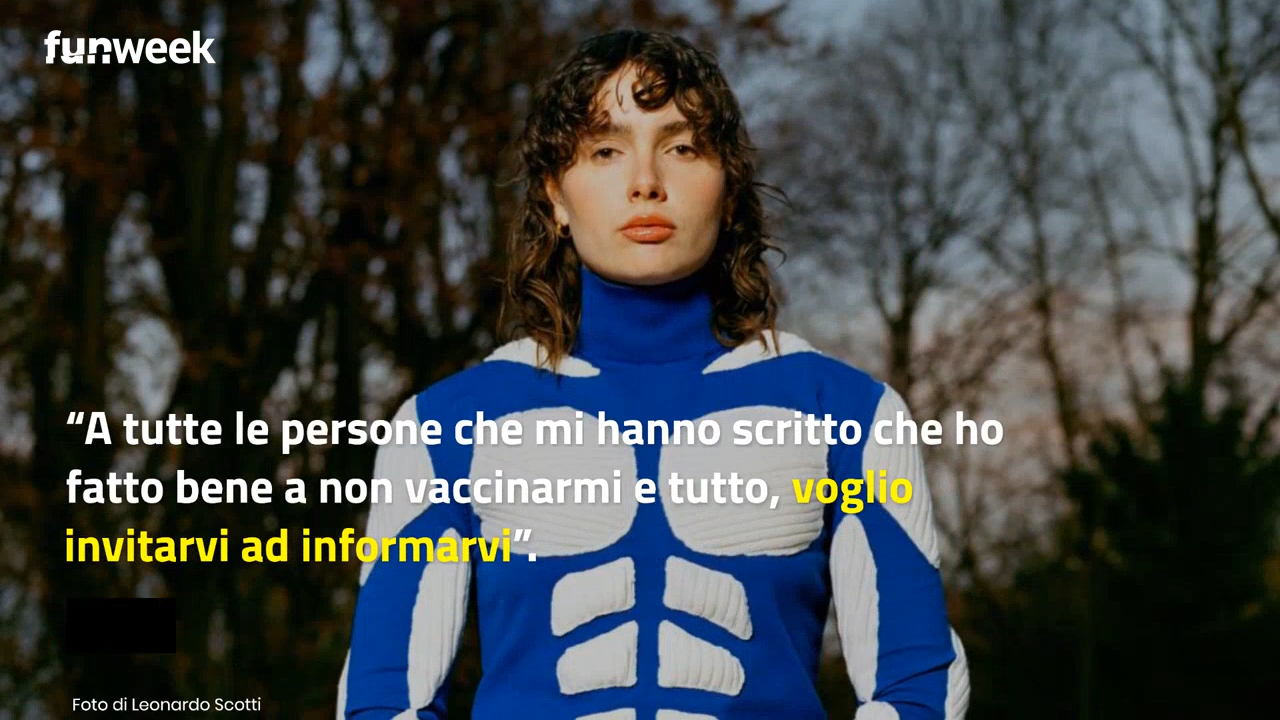 funweek
“A tutte le persone che mi hanno scritto che ho
fatto bene a non vaccinarmi e tutto, voglio
invitarvi ad informarvi”.
Foto di Leonardo Scotti